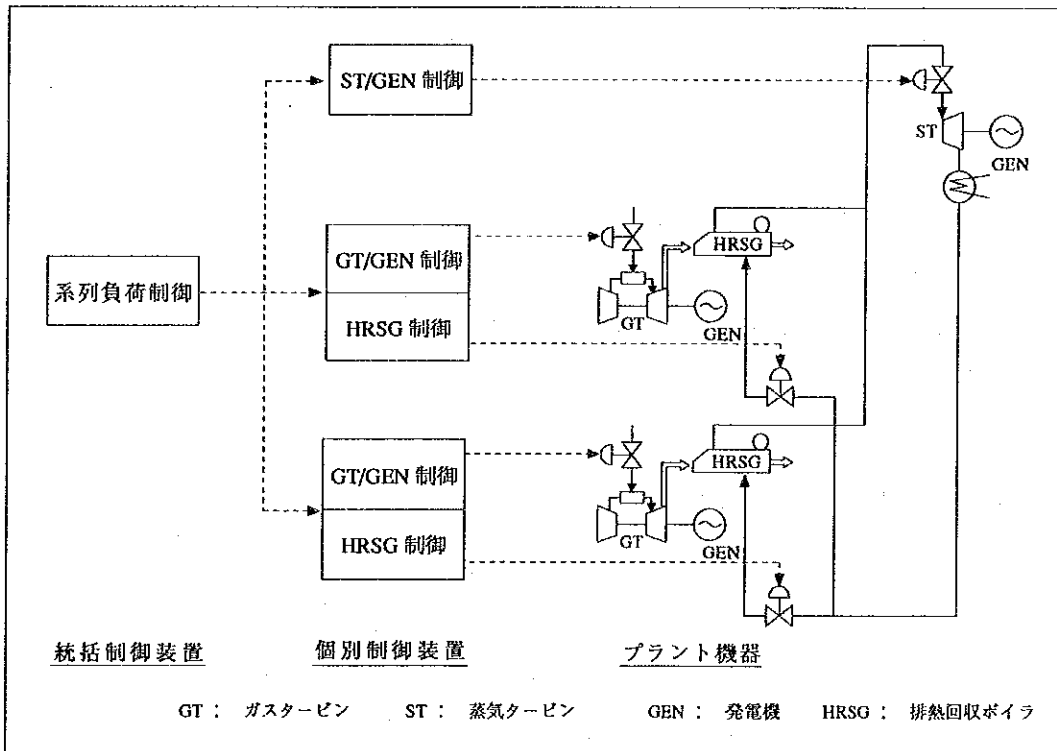 ST/GEN 制御
ST
GEN
GT/GEN 制御
HRSG
系列負荷制御
HRSG 制御
GT
GEN
GT/GEN 制御
HRSG
HRSG 制御
GT
GEN
統括制御装置 個別制御装置 プラント機器
GT : ガスタービン ST : 蒸気タービン GEN : 発電機 HRSG : 排熱回収ボイラ